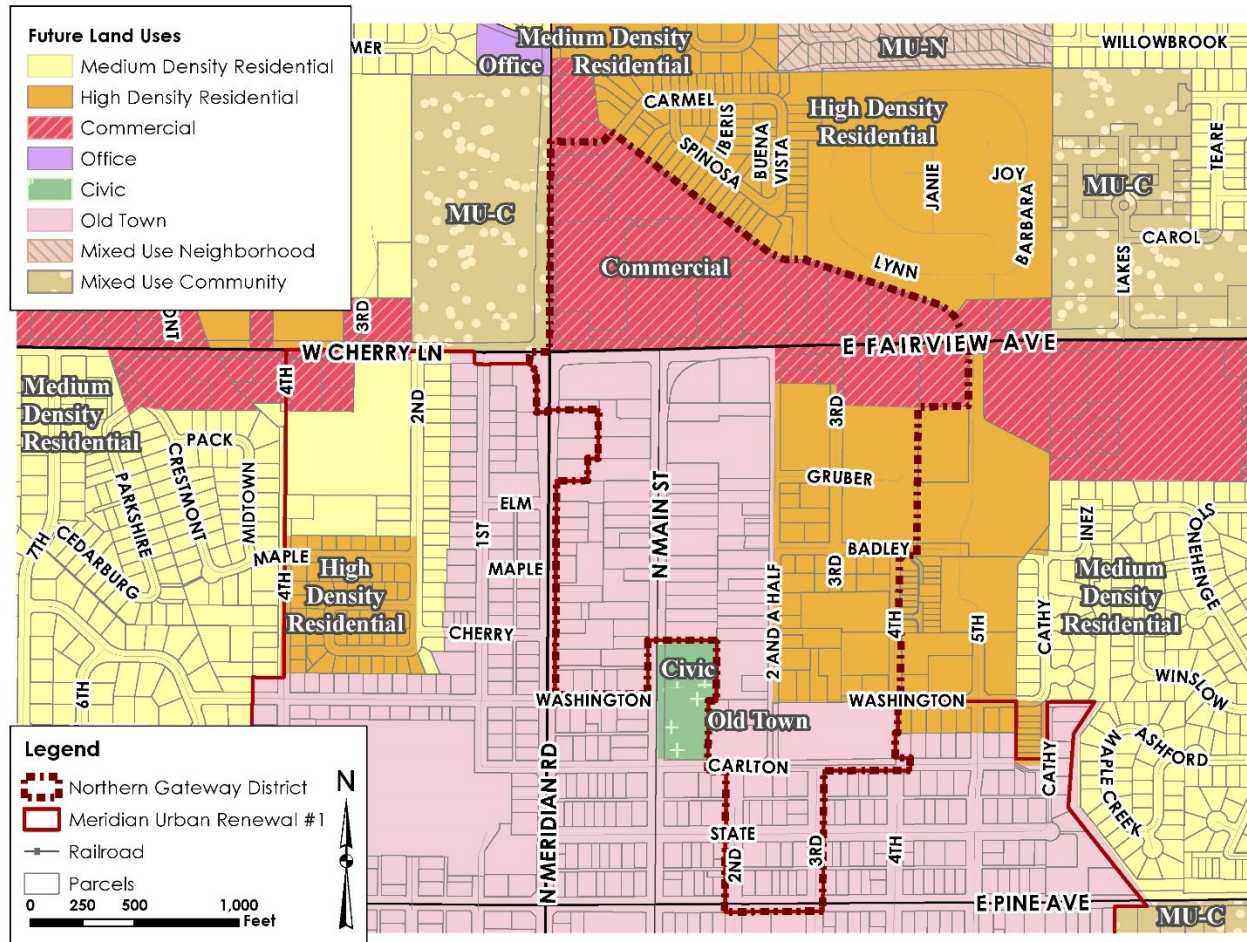 Future Land Uses
Medium Density Residential
High Density Residential
Commercial
Office
Civic
Old Town
Mixed Use Neighborhood
Mixed Use Community
Office
Medium Density
Residential
MU-N
WILLOWBROOK
CARMEL
IBERIS
SPINOSA
BUENA
VISTA
High Density
Residential
JANIE
JOY
BARBARA
TEARE
MU-C
MU-C
CAROL
LAKES
LYNN
Commercial
3RD
W CHERRY LN
E FAIRVIEW AVE
Medium
Density
Residential
4TH
2ND
3RD
PACK
CRESTMONT
MIDTOWN
PARKSHIRE
7TH
CEDARBURG
MAPLE
4TH
High
Density
Residential
1ST
ELM
MAPLE
CHERRY
N MAIN ST
GRUBER
BADLEY
3RD
2 AND A HALF
4TH
5TH
INEZ
CATHY
STONEHENGE
Medium
Density
Residential
WINSLOW
6TH
WASHINGTON
Civic
Old Town
WASHINGTON
CARLTON
CATHY
ASHFORD
MAPLE CREEK
N MERIDIAN RD
STATE
2ND
3RD
4TH
E PINE AVE
MU-C
Legend
Northern Gateway District
Meridian Urban Renewal #1
Railroad
Parcels
0 250 500 1,000
Feet
N